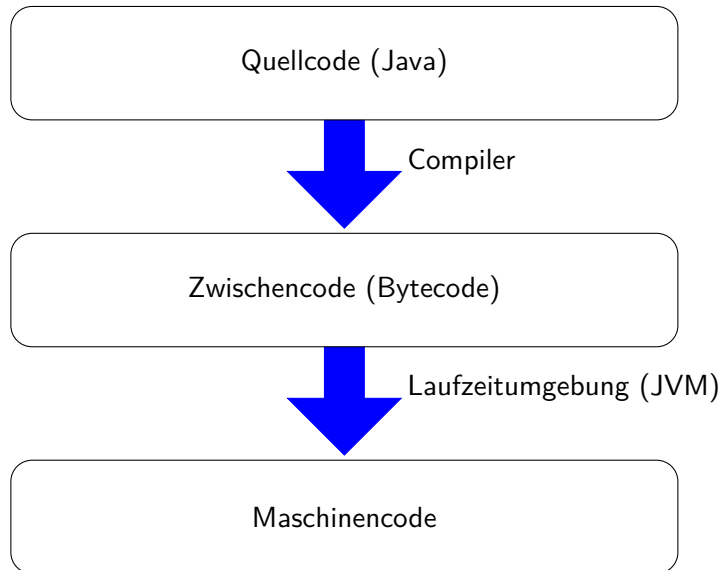 Quellcode (Java)
Compiler
Zwischencode (Bytecode)
Laufzeitumgebung (JVM)
Maschinencode